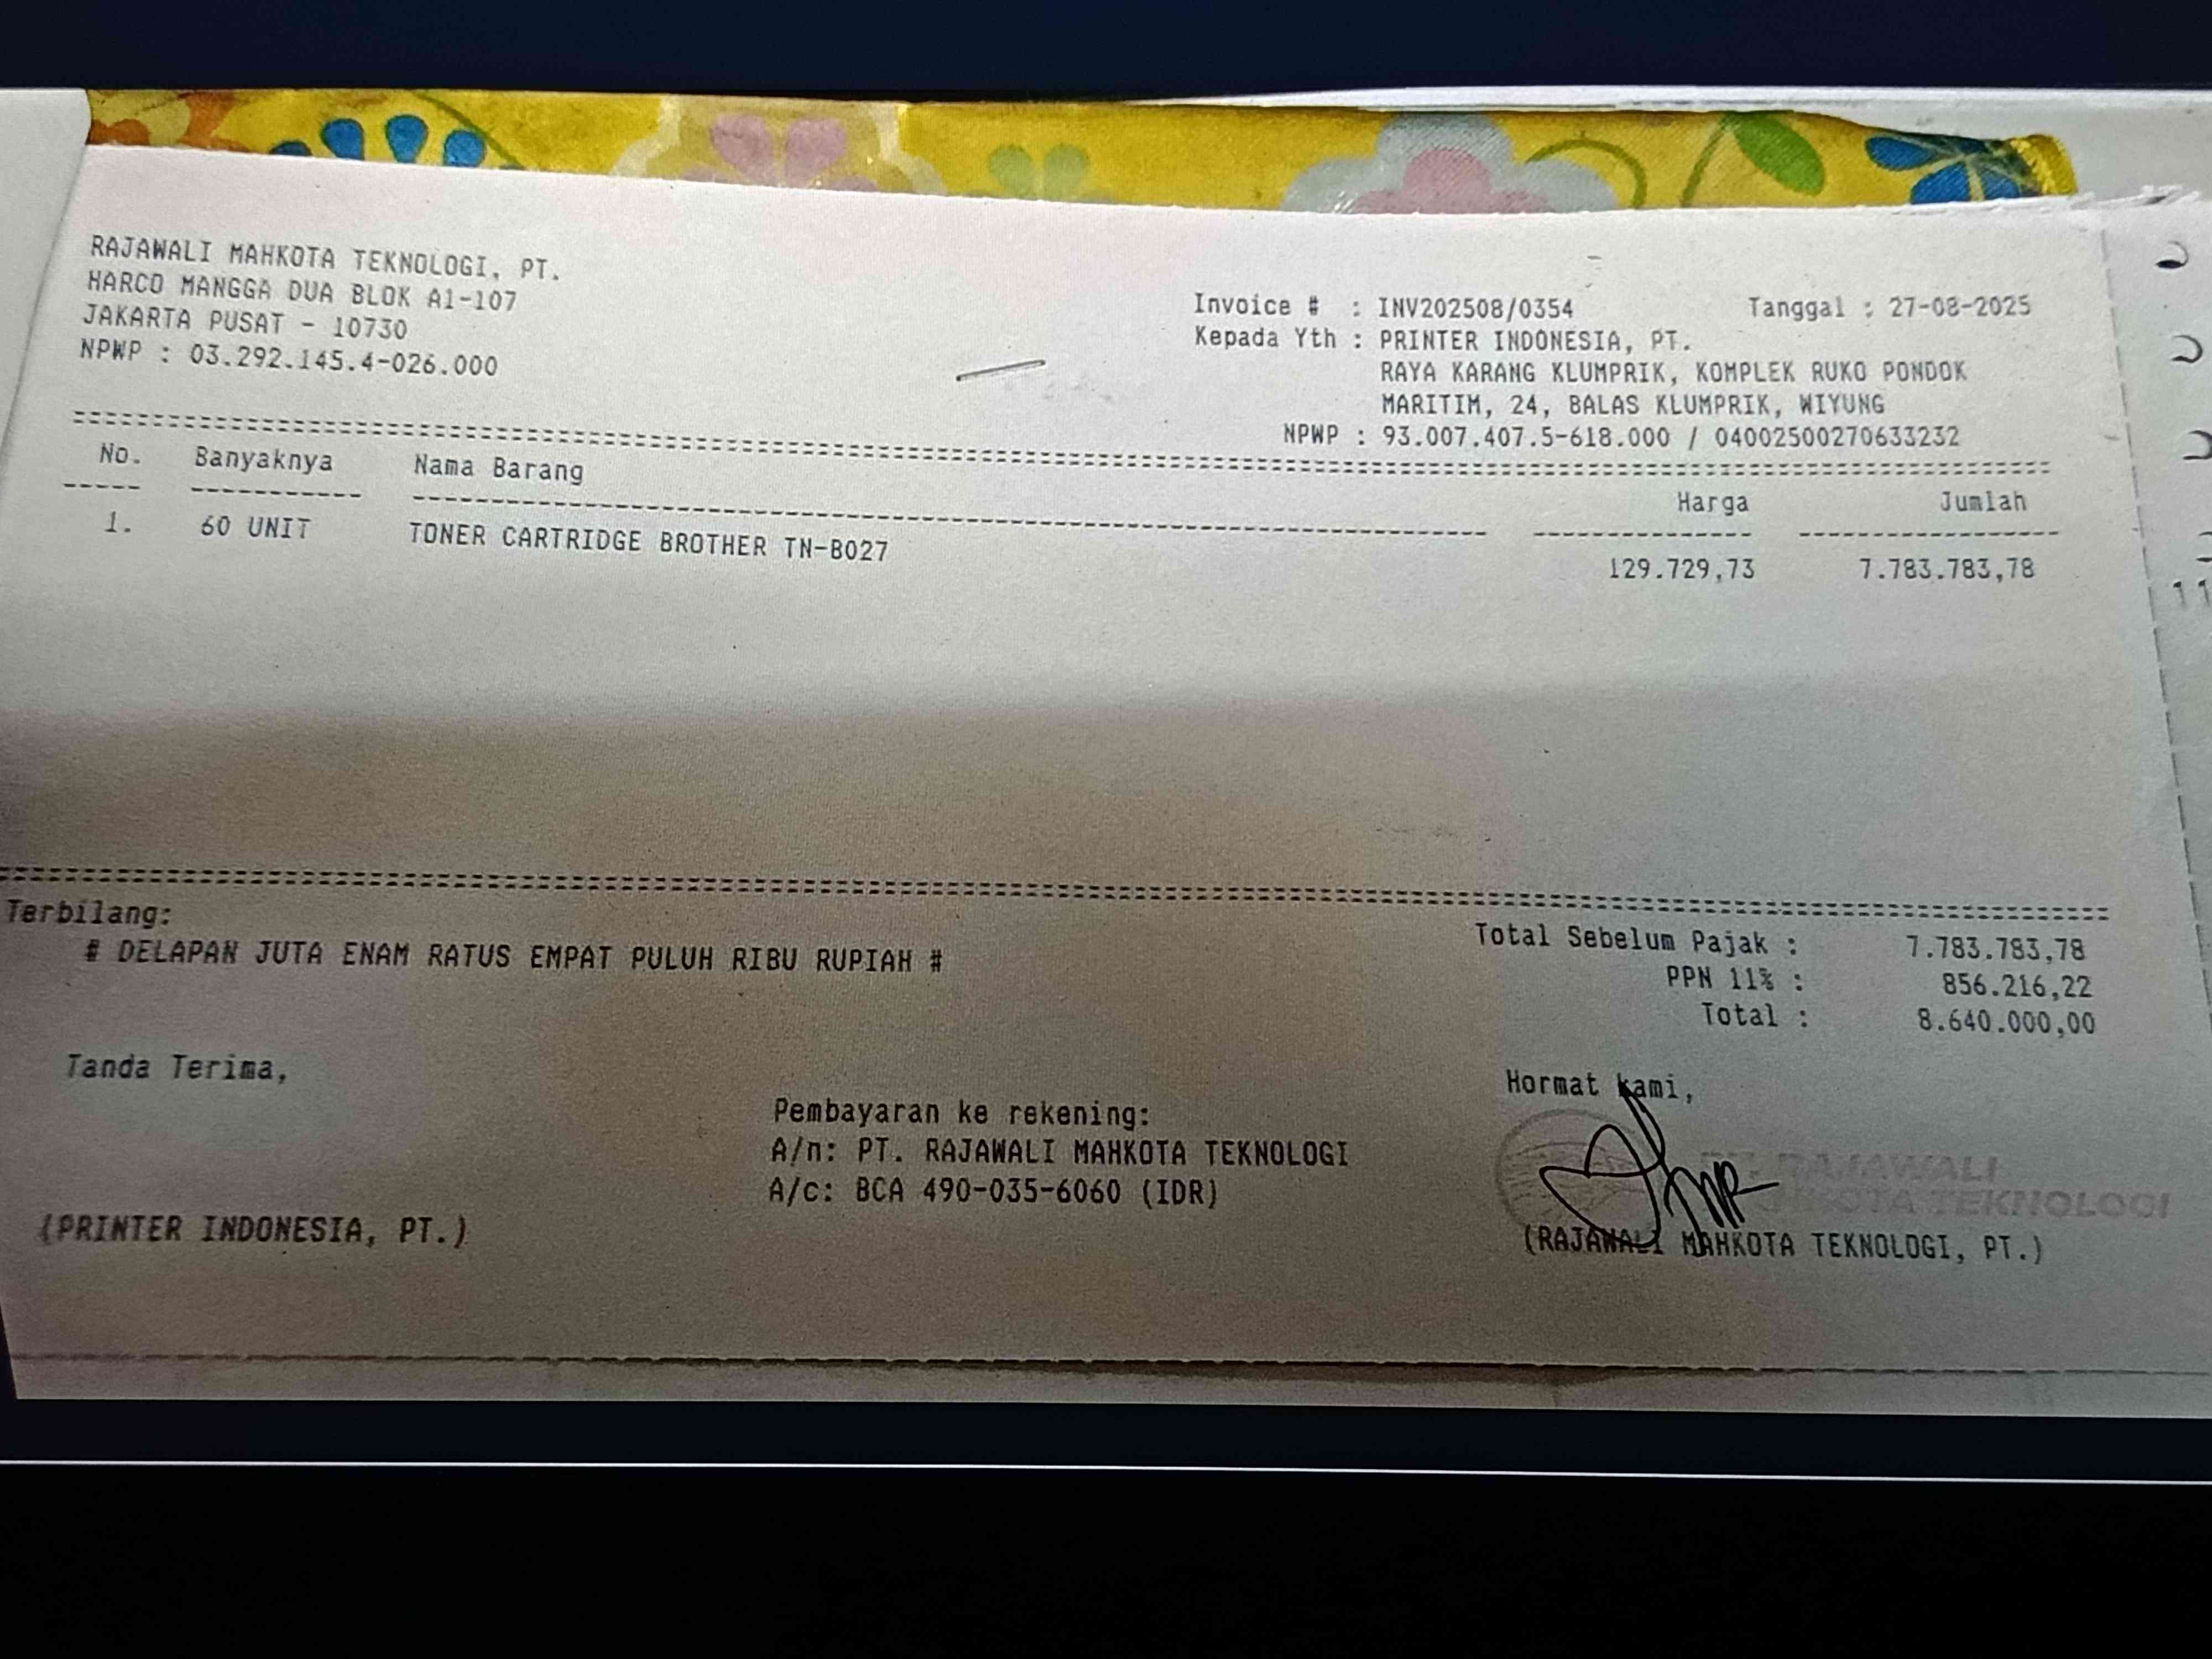 RAJAWALI MAHKOTA TEKNOLOGI, PT.
HARCO MANGGA DUA BLOK A1-107
JAKARTA PUSAT - 10730
NPWP : 03.292.145.4-026.000
Invoice # : INV202508/0354 Tanggal : 27-08-2025
Kepada Yth : PRINTER INDONESIA, PT.
RAYA KARANG KLUMPRIK, KOMPLEK RUKO PONDOK
MARITIM, 24, BALAS KLUMPRIK, WIYUNG
NPWP : 93.007.407.5-618.000 / 04002500270633232
No. Banyaknya Nama Barang Harga Jumlah
1. 60 UNIT TONER CARTRIDGE BROTHER TN-B027 129.729,73 7.783.783,78
11
Terbilang:
# DELAPAN JUTA ENAM RATUS EMPAT PULUH RIBU RUPIAH #
Total Sebelum Pajak : 7.783.783,78
PPN 11% : 856.216,22
Total : 8.640.000,00
Tanda Terima,
(PRINTER INDONESIA, PT.)
Pembayaran ke rekening:
A/n: PT. RAJAWALI MAHKOTA TEKNOLOGI
A/c: BCA 490-035-6060 (IDR)
Hormat kami,
RAJAWALI
TEKNOLOGI
(RAJAWALI MAHKOTA TEKNOLOGI, PT.)